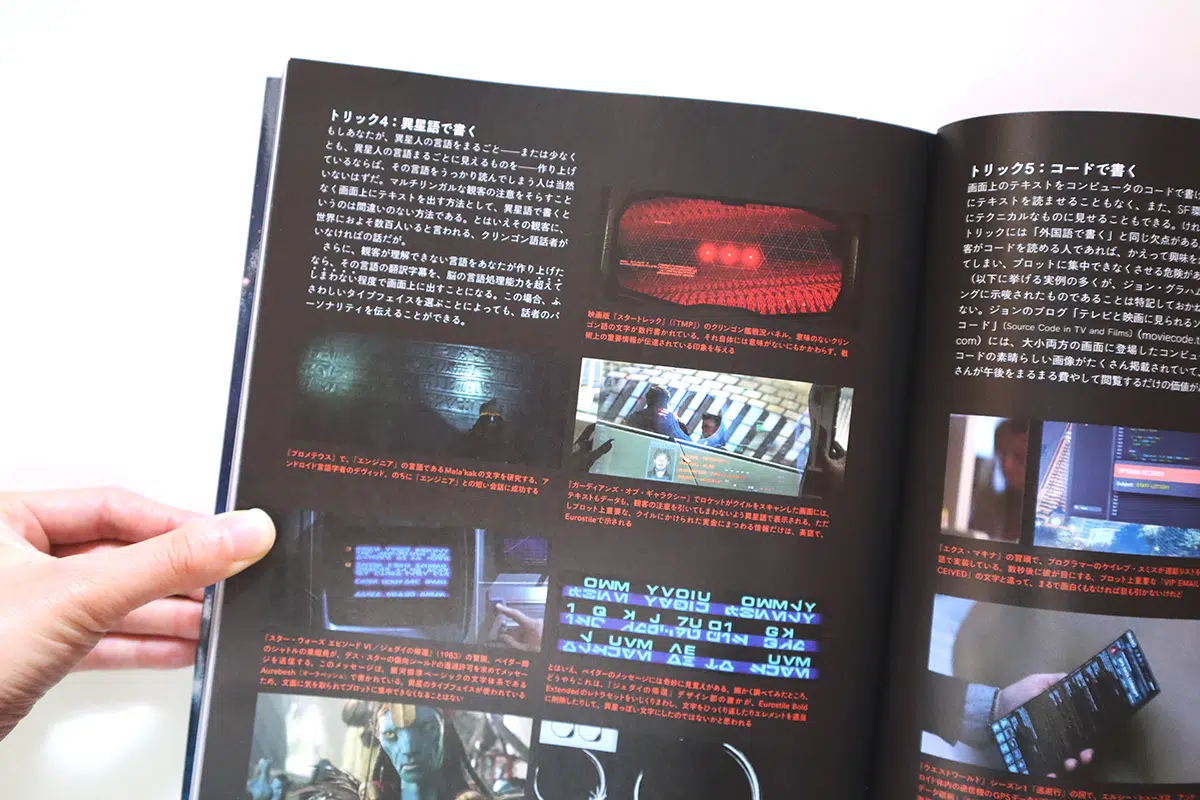 トリック4：異星語で書く
もしあなたが、異星人の言語をまるごと──または少なく
とも、異星人の言語まるごとに見えるものを──作り上げ
ているならば、その言語をうっかり読んでしまう人は当然
いないはずだ。マルチリンガルな観客の注意をそらすこと
なく画面上にテキストを出す方法として、異星語で書くと
いうのは間違いのない方法である。とはいえその観客に、
世界におよそ数百人いると言われる、クリンゴン語話者が
いなければの話だが。
さらに、観客が理解できない言語をあなたが作り上げた
なら、その言語の翻訳字幕を、脳の言語処理能力を超えて
しまわない程度で画面上に出すことになる。この場合、ふ
さわしいタイプフェイスを選ぶことによっても、話者のパ
ーソナリティを伝えることができる。
映画版『スタートレック』(『TMP』)のクリンゴン艦戦況パネル。意味のないクリン
ゴン語の文字が数行書かれている。それ自体には意味がないにもかかわらず、戦
術上の重要情報が伝達されている印象を与える
『プロメテウス』で、「エンジニア」の言語であるMala'kakの文字を研究する、ア
ンドロイド言語学者のデヴィッド。のちに「エンジニア」との短い会話に成功する
『ガーディアンズ・オブ・ギャラクシー』でロケットがクイルをスキャンした画面には、
テキストもデータも、観客の注意を引いてしまわないよう異星語で表示される。ただ
しプロット上重要な、クイルにかけられた賞金にまつわる情報だけは、英語で、
Eurostileで示される
『スター・ウォーズ エピソードVI／ジェダイの帰還』(1983)の冒頭、ベイダー卿
のシャトルの乗組員が、デス・スターの偏向シールドの通過許可を求めてメッセー
ジを送信する。このメッセージは、銀河標準ベーシックの文字体系である
Aurebesh（オーラベッシュ）で書かれている。異星のタイプフェイスが使われている
ため、文面に気を取られてプロットに集中できなくなることはない
とはいえ、ベイダーのメッセージには奇妙に見覚えがある。細かく調べてみたところ、
どうやらこれは、『ジェダイの帰還』デザイン部の誰かが、Eurostile Bold
Extendedのレトラセットをいじくりまわし、文字をひっくり返したりエレメントを適宜
に削除したりして、異星っぽい文字にしたのではないかと思われる
トリック5：コードで書く
画面上のテキストをコンピュータのコードで書け
にテキストを読ませることもなく、また、SF
にテクニカルなものに見せることもできる。けれ
トリックには「外国語で書く」と同じ欠点がある
客がコードを読める人であれば、かえって興味を
てしまい、プロットに集中できなくさせる危険があ
（以下に挙げる実例の多くが、ジョン・グラハム
ングに示唆されたものであることは特記しておかね
ない。ジョンのブログ「テレビと映画に見られる
コード」(Source Code in TV and Films) (moviecode.t
com) には、大小両方の画面に登場したコンピュ
コードの素晴らしい画像がたくさん掲載されていて、
さんが午後をまるまる費やして閲覧するだけの価値が
『エクス・マキナ』の冒頭で、プログラマーのケイレブ・スミスが
語で実装している。数秒後に彼が目にする、プロット上重要な「VIP EMAI
CEIVED」の文字と違って、まるで面白くもなければ目も引かないけれど
『ウエストワールド』シーズン1「逃避行」の回で、エルシー・ヒューズが